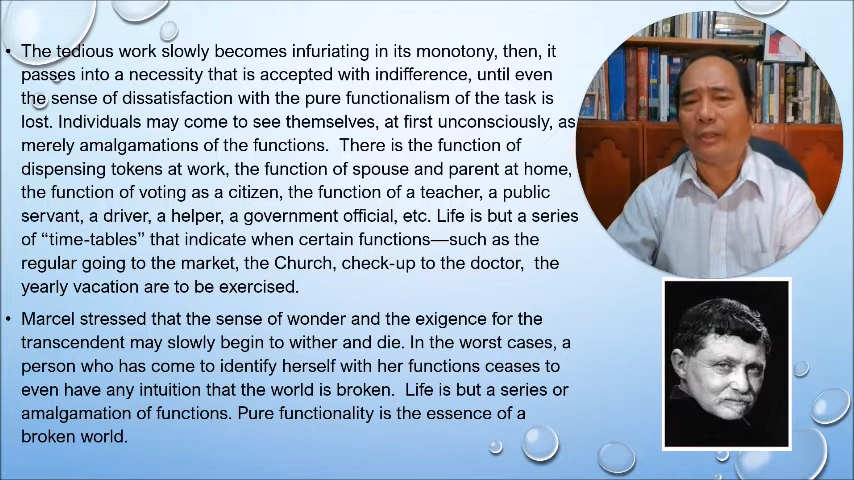 • The tedious work slowly becomes infuriating in its monotony, then, it
passes into a necessity that is accepted with indifference, until even
the sense of dissatisfaction with the pure functionalism of the task is
lost. Individuals may come to see themselves, at first unconsciously, as
merely amalgamations of the functions.  There is the function of
dispensing tokens at work, the function of spouse and parent at home,
the function of voting as a citizen, the function of a teacher, a public
servant, a driver, a helper, a government official, etc. Life is but a series
of “time-tables” that indicate when certain functions—such as the
regular going to the market, the Church, check-up to the doctor,  the
yearly vacation are to be exercised.
• Marcel stressed that the sense of wonder and the exigence for the
transcendent may slowly begin to wither and die. In the worst cases, a
person who has come to identify herself with her functions ceases to
even have any intuition that the world is broken.  Life is but a series or
amalgamation of functions. Pure functionality is the essence of a
broken world.